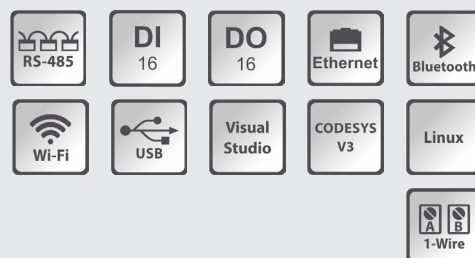 RS-485
DI
16
DO
16
Ethernet
Bluetooth
Wi-Fi
USB
Visual
Studio
CODESYS
V3
Linux
A B
1-Wire